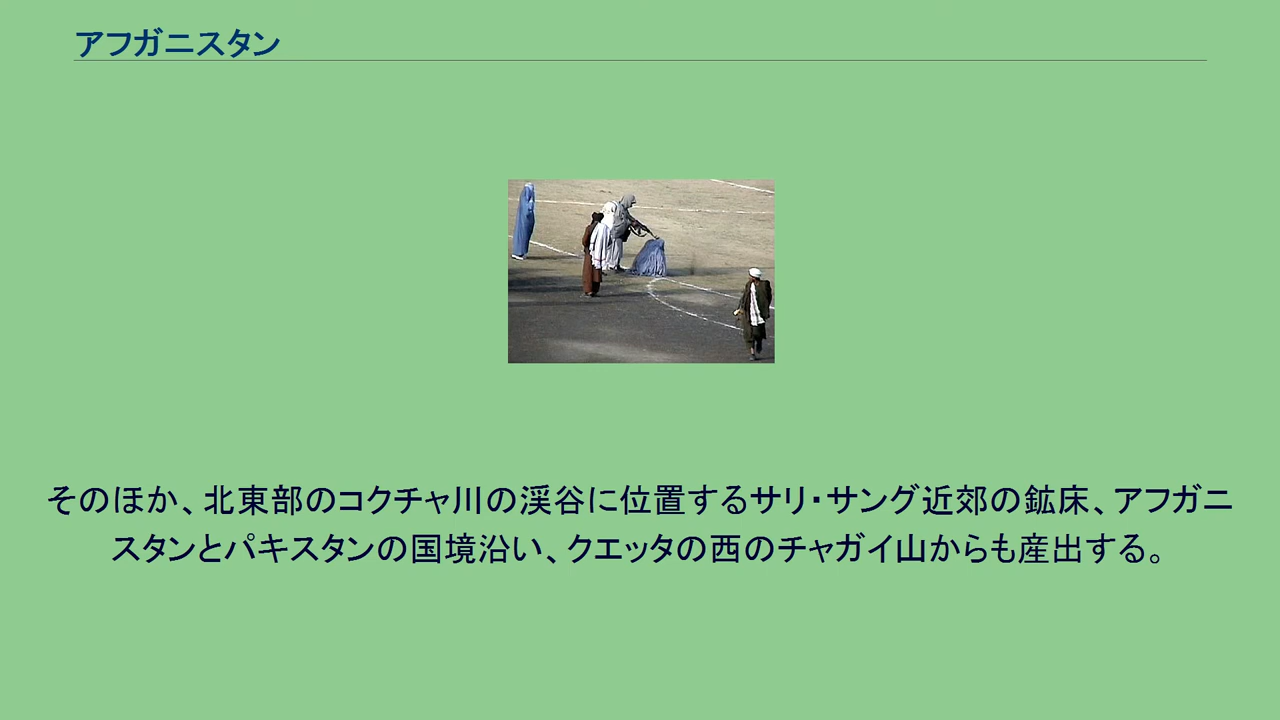 アフガニスタン
そのほか、北東部のコクチャ川の渓谷に位置するサリ・サング近郊の鉱床、アフガニ
スタンとパキスタンの国境沿い、クエッタの西のチャガイ山からも産出する。